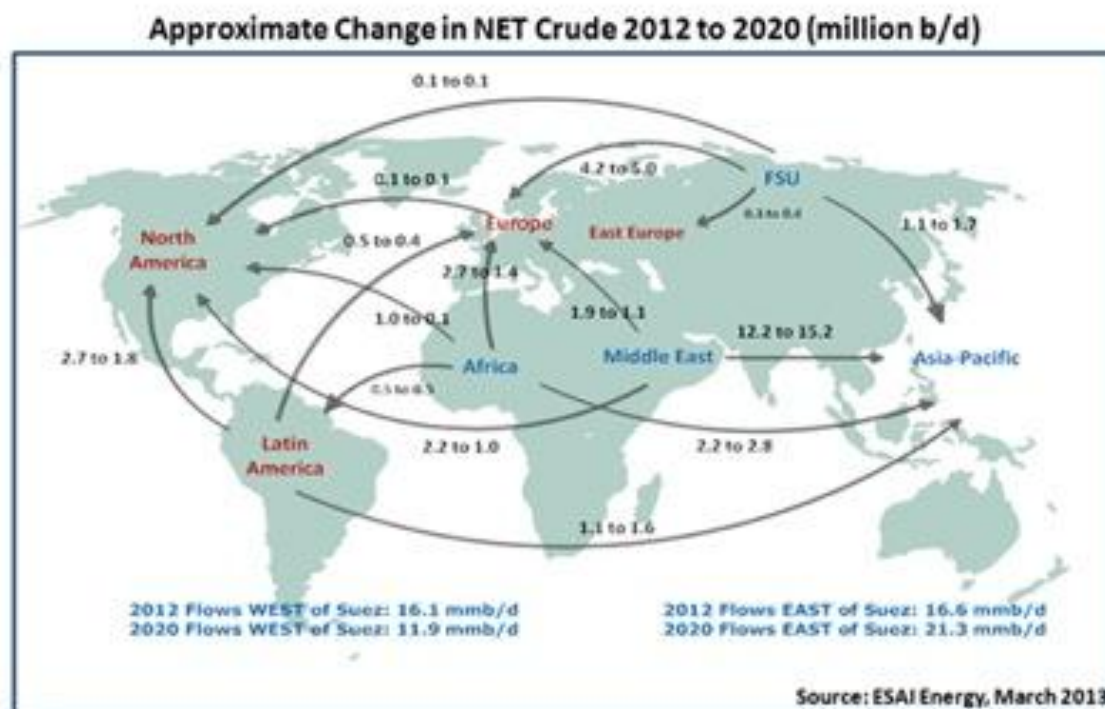 Approximate Change in NET Crude 2012 to 2020 (million b/d)
0.1 to 0.1
4.2 to
FSU
0.1 to 0.1
Europe
East Europe
1.1 to
North
America
0.5 to 0.4
2.7 to 1.4
1.9 to 1.1
12.2 to 15.2
2.7 to 1.8
1.0 to 0.1
Africa
Middle East
Asia-Pacific
Latin
America
2.2 to 1.0
2.2 to 2.8
1.1 to 1.6
2012 Flows WEST of Suez: 16.1 mmb/d
2020 Flows WEST of Suez: 11.9 mmb/d
2012 Flows EAST of Suez: 16.6 mmb/d
2020 Flows EAST of Suez: 21.3 mmb/d
Source: ESAI Energy, March 2013